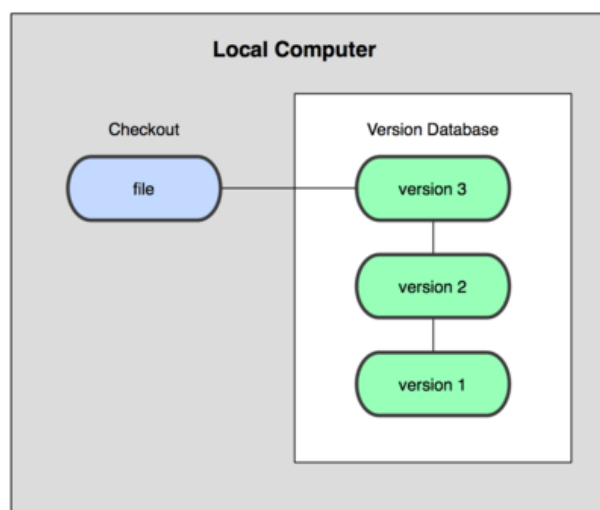 Local Computer
Checkout
Version Database
file
version 3
version 2
version 1